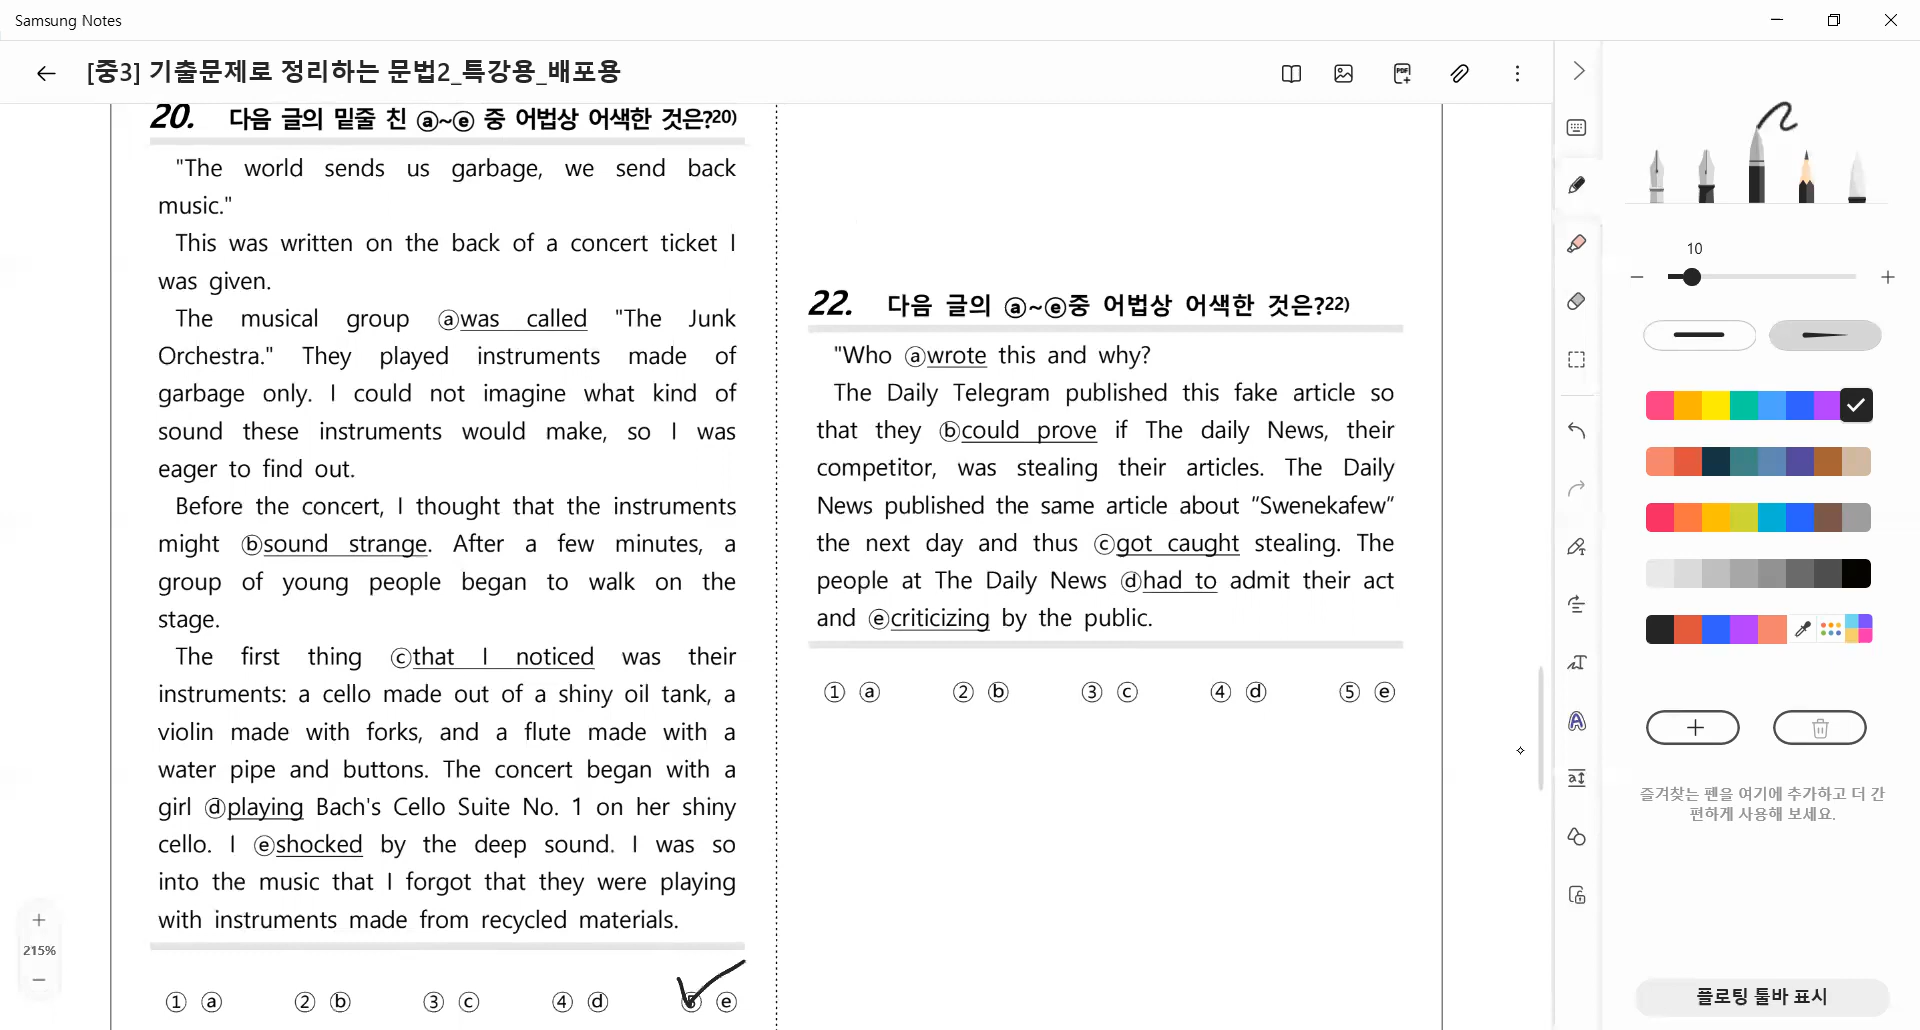 Samsung Notes
[중3] 기출문제로 정리하는 문법2_특강용_배포용
20. 다음 글의 밑줄 친 ⓐ~ⓔ 중 어법상 어색한 것은?20)
"The world sends us garbage, we send back
music."
This was written on the back of a concert ticket I
was given.
The musical group ⓐwas called "The Junk
Orchestra." They played instruments made of
garbage only. I could not imagine what kind of
sound these instruments would make, so I was
eager to find out.
Before the concert, I thought that the instruments
might ⓑsound strange. After a few minutes, a
group of young people began to walk on the
stage.
The first thing ⓒthat I noticed was their
instruments: a cello made out of a shiny oil tank, a
violin made with forks, and a flute made with a
water pipe and buttons. The concert began with a
girl ⓓplaying Bach's Cello Suite No. 1 on her shiny
cello. I ⓔshocked by the deep sound. I was so
into the music that I forgot that they were playing
with instruments made from recycled materials.
① ⓐ ② ⓑ ③ ⓒ ④ ⓓ ⑤ ⓔ
22. 다음 글의 ⓐ~ⓔ중 어법상 어색한 것은?22)
"Who ⓐwrote this and why?
The Daily Telegram published this fake article so
that they ⓑcould prove if The daily News, their
competitor, was stealing their articles. The Daily
News published the same article about “Swenekafew”
the next day and thus ⓒgot caught stealing. The
people at The Daily News ⓓhad to admit their act
and ⓔcriticizing by the public.
① ⓐ ② ⓑ ③ ⓒ ④ ⓓ ⑤ ⓔ
215%
10
즐겨찾는 펜을 여기에 추가하고 더 간
편하게 사용해 보세요.
플로팅 툴바 표시